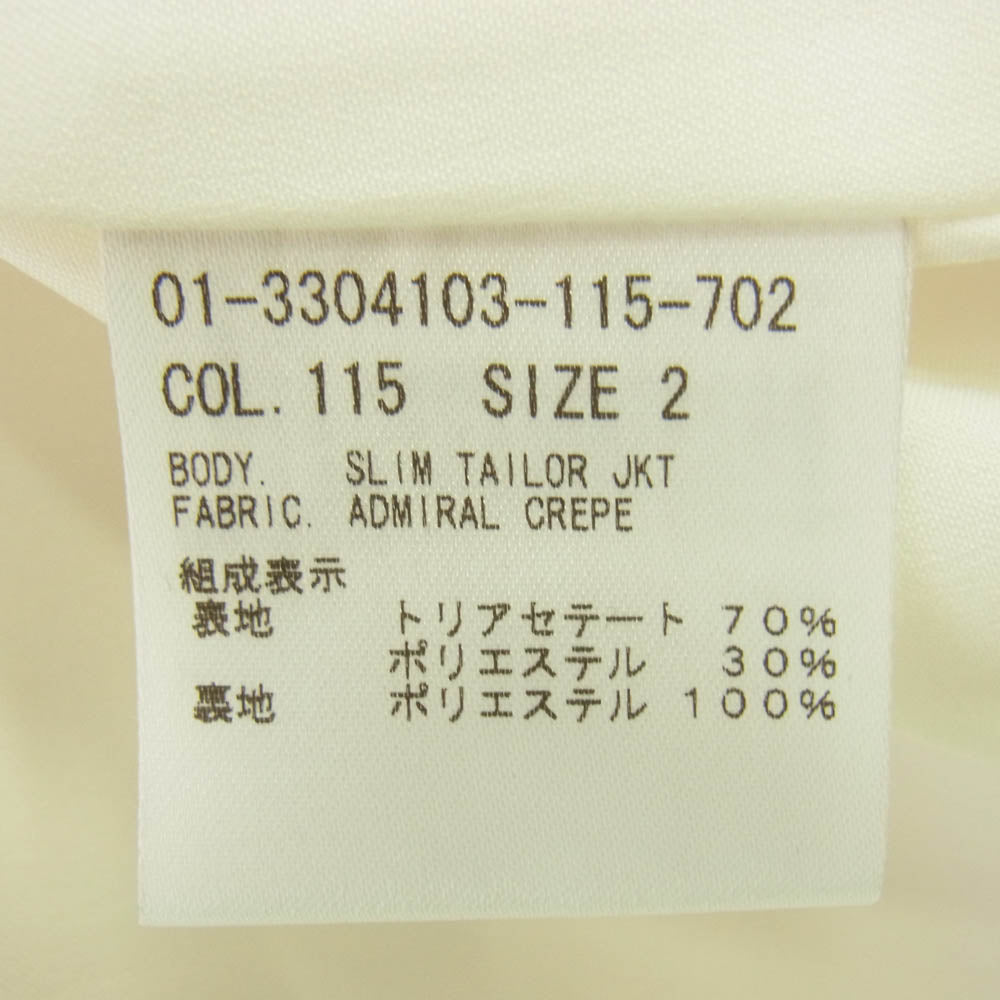 01-3304103-115-702
COL. 115 SIZE 2
BODY. SLIM TAILOR JKT
FABRIC. ADMIRAL CREPE
組成表示
表地 トリアセテート 70%
ポリエステル 30%
裏地 ポリエステル 100%